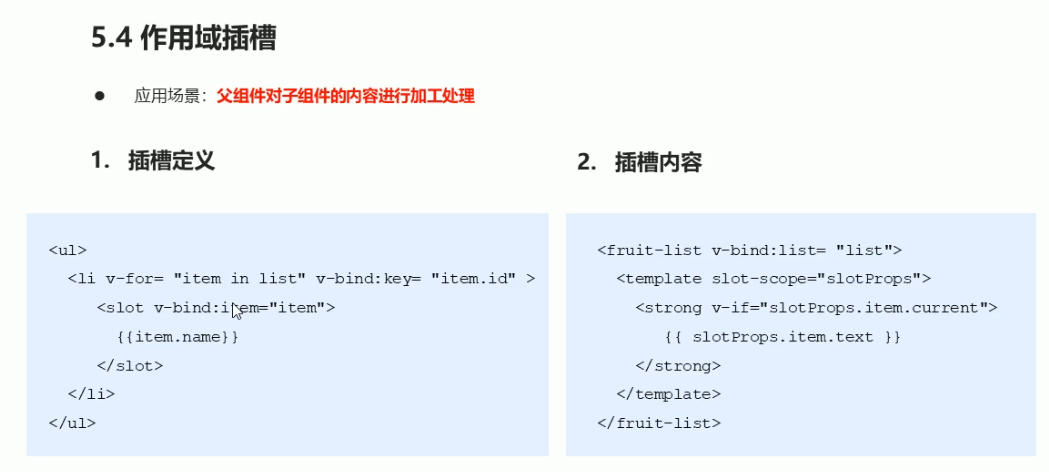 5.4 作用域插槽
● 应用场景：父组件对子组件的内容进行加工处理
1. 插槽定义
<ul>
<li v-for= "item in list" v-bind:key= "item.id" >
<slot v-bind:item="item">
{{item.name}}
</slot>
</li>
</ul>
2. 插槽内容
<fruit-list v-bind:list= "list">
<template slot-scope="slotProps">
<strong v-if="slotProps.item.current">
{{ slotProps.item.text }}
</strong>
</template>
</fruit-list>